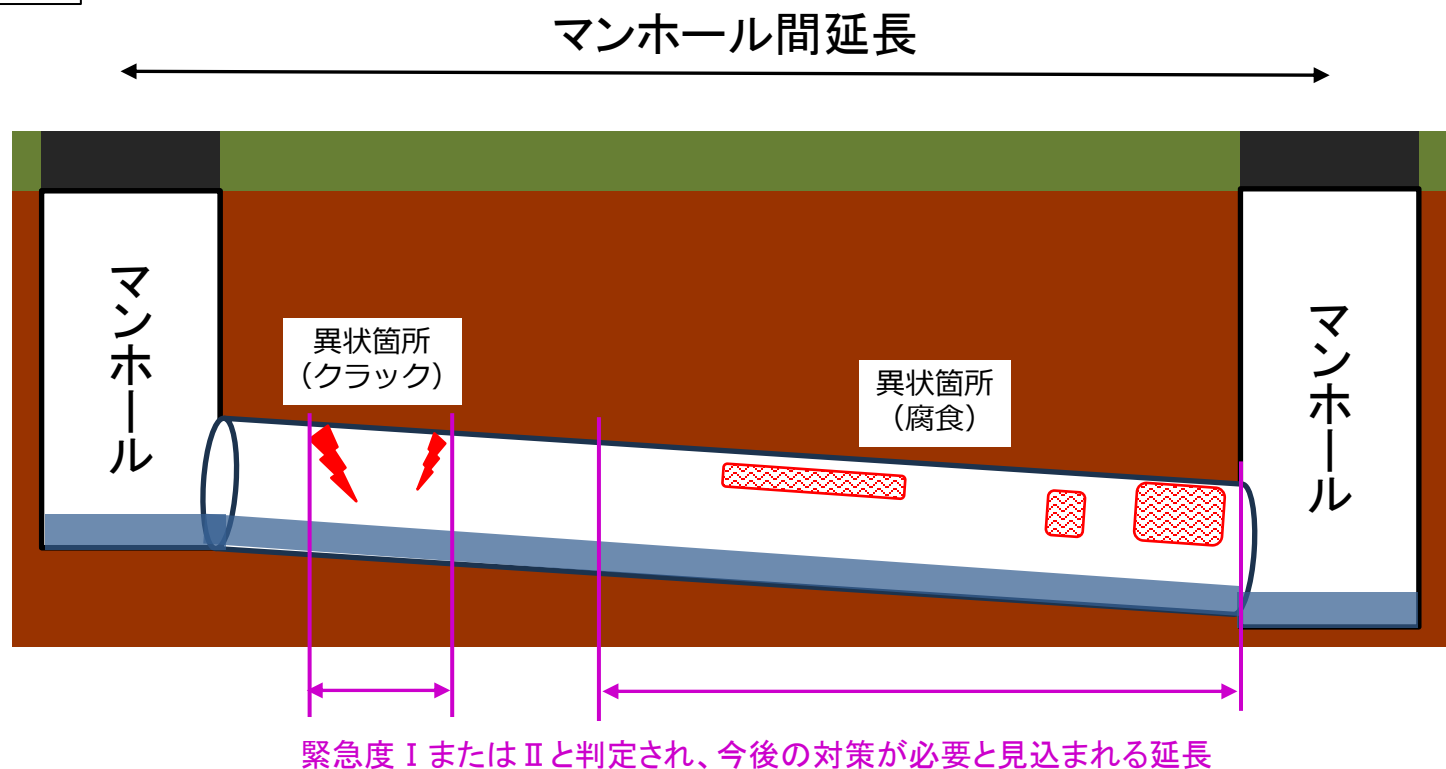 マンホール間延長
マンホール
異状箇所
（クラック）
異状箇所
（腐食）
マンホール
緊急度Ⅰまたは Ⅱと判定され、今後の対策が必要と見込まれる延長